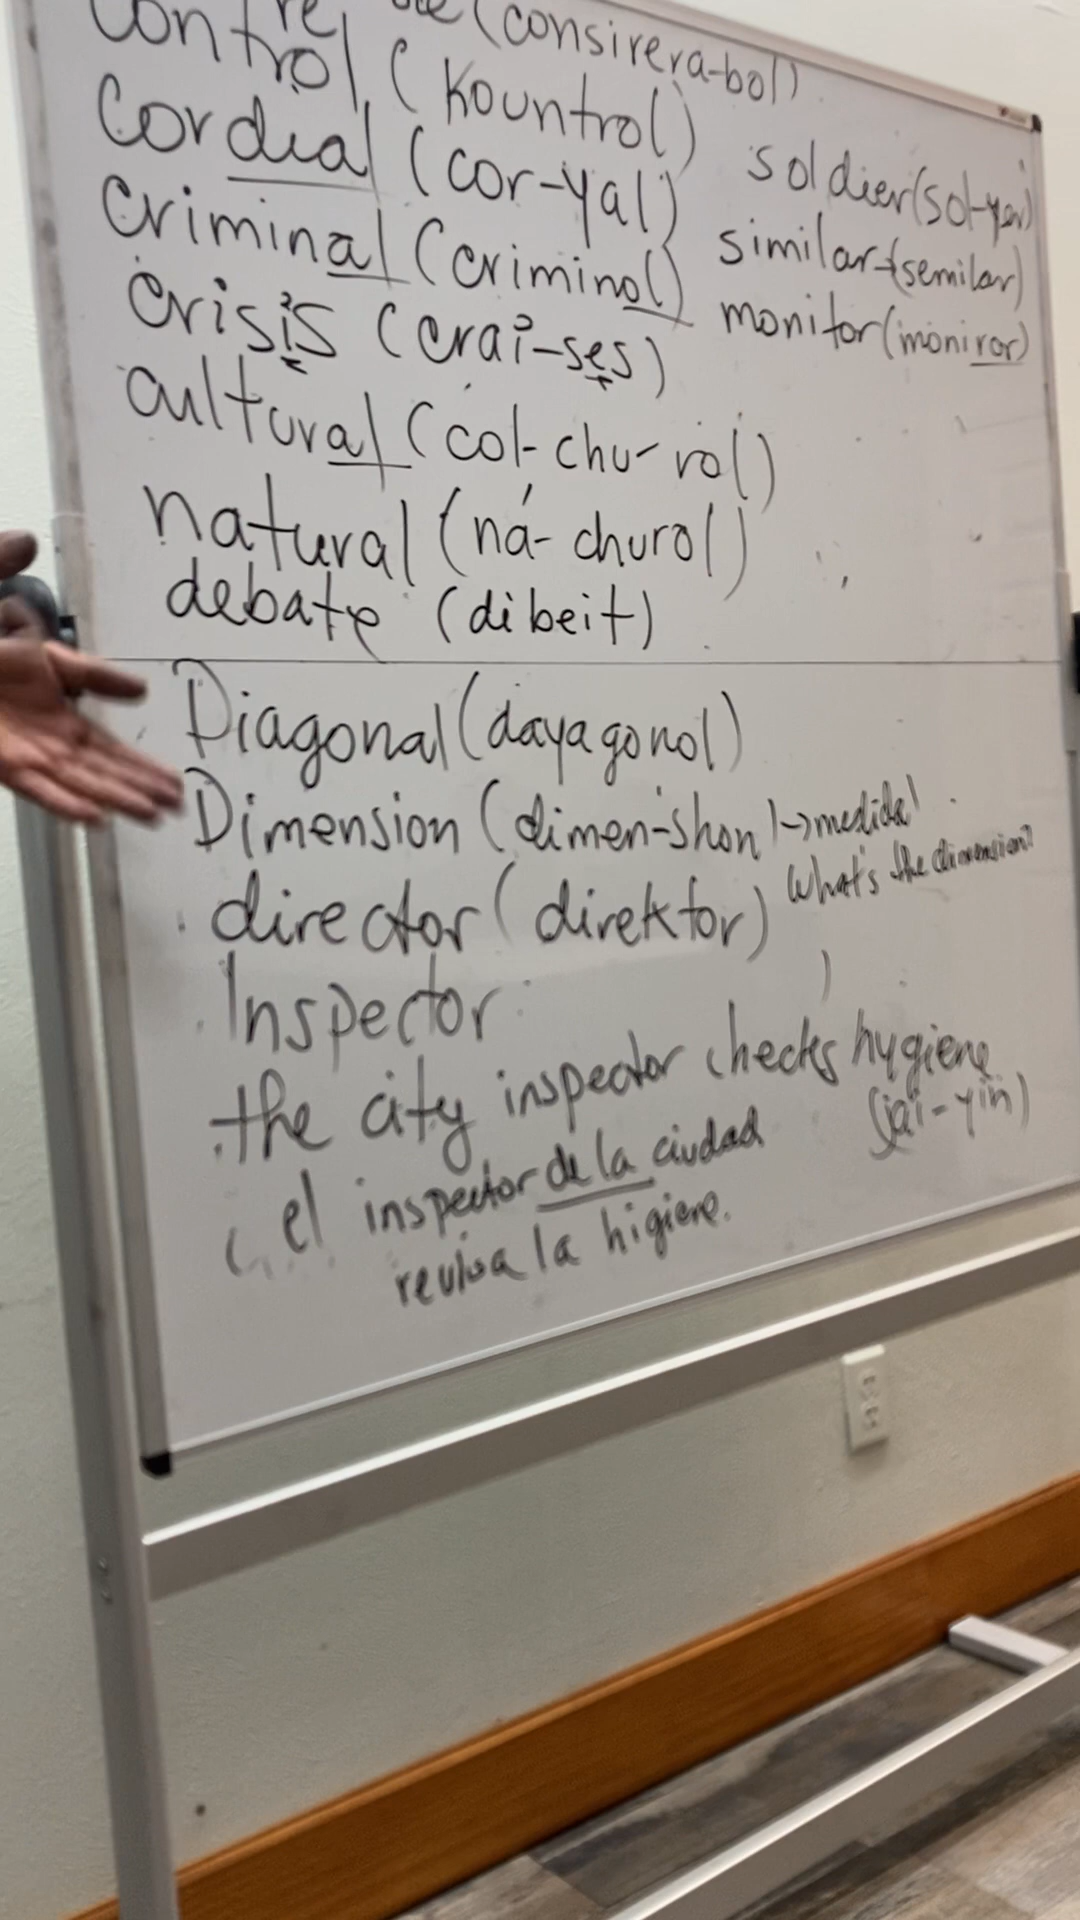 (consirera-bol)
control (kountrol)
cordial (cor-yal)
criminal (criminol)
crisis (crai-ses)
cultural (col-chu-rol)
natural (ná-churol)
debate (dibeit)
soldier (sol-yer)
similar (semilar)
monitor (moniror)
Diagonal (dayagonol)
Dimension (dimen-shon) → medida
What's the dimension?
director (direktor)
Inspector
the city inspector checks hygiene
(jai-yin)
el inspector de la ciudad
revisa la higiene.